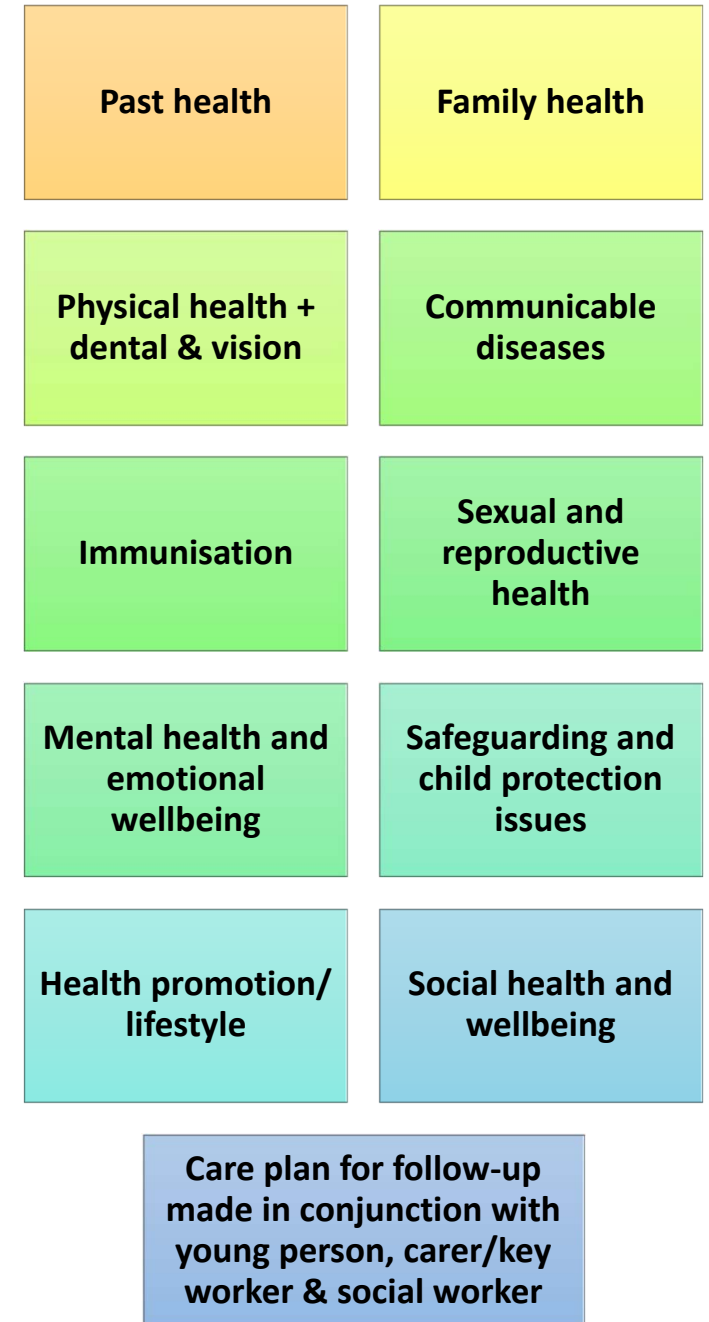 Past health
Family health
Physical health +
dental & vision
Communicable
diseases
Immunisation
Sexual and
reproductive
health
Mental health and
emotional
wellbeing
Safeguarding and
child protection
issues
Health promotion/
lifestyle
Social health and
wellbeing
Care plan for follow-up
made in conjunction with
young person, carer/key
worker & social worker